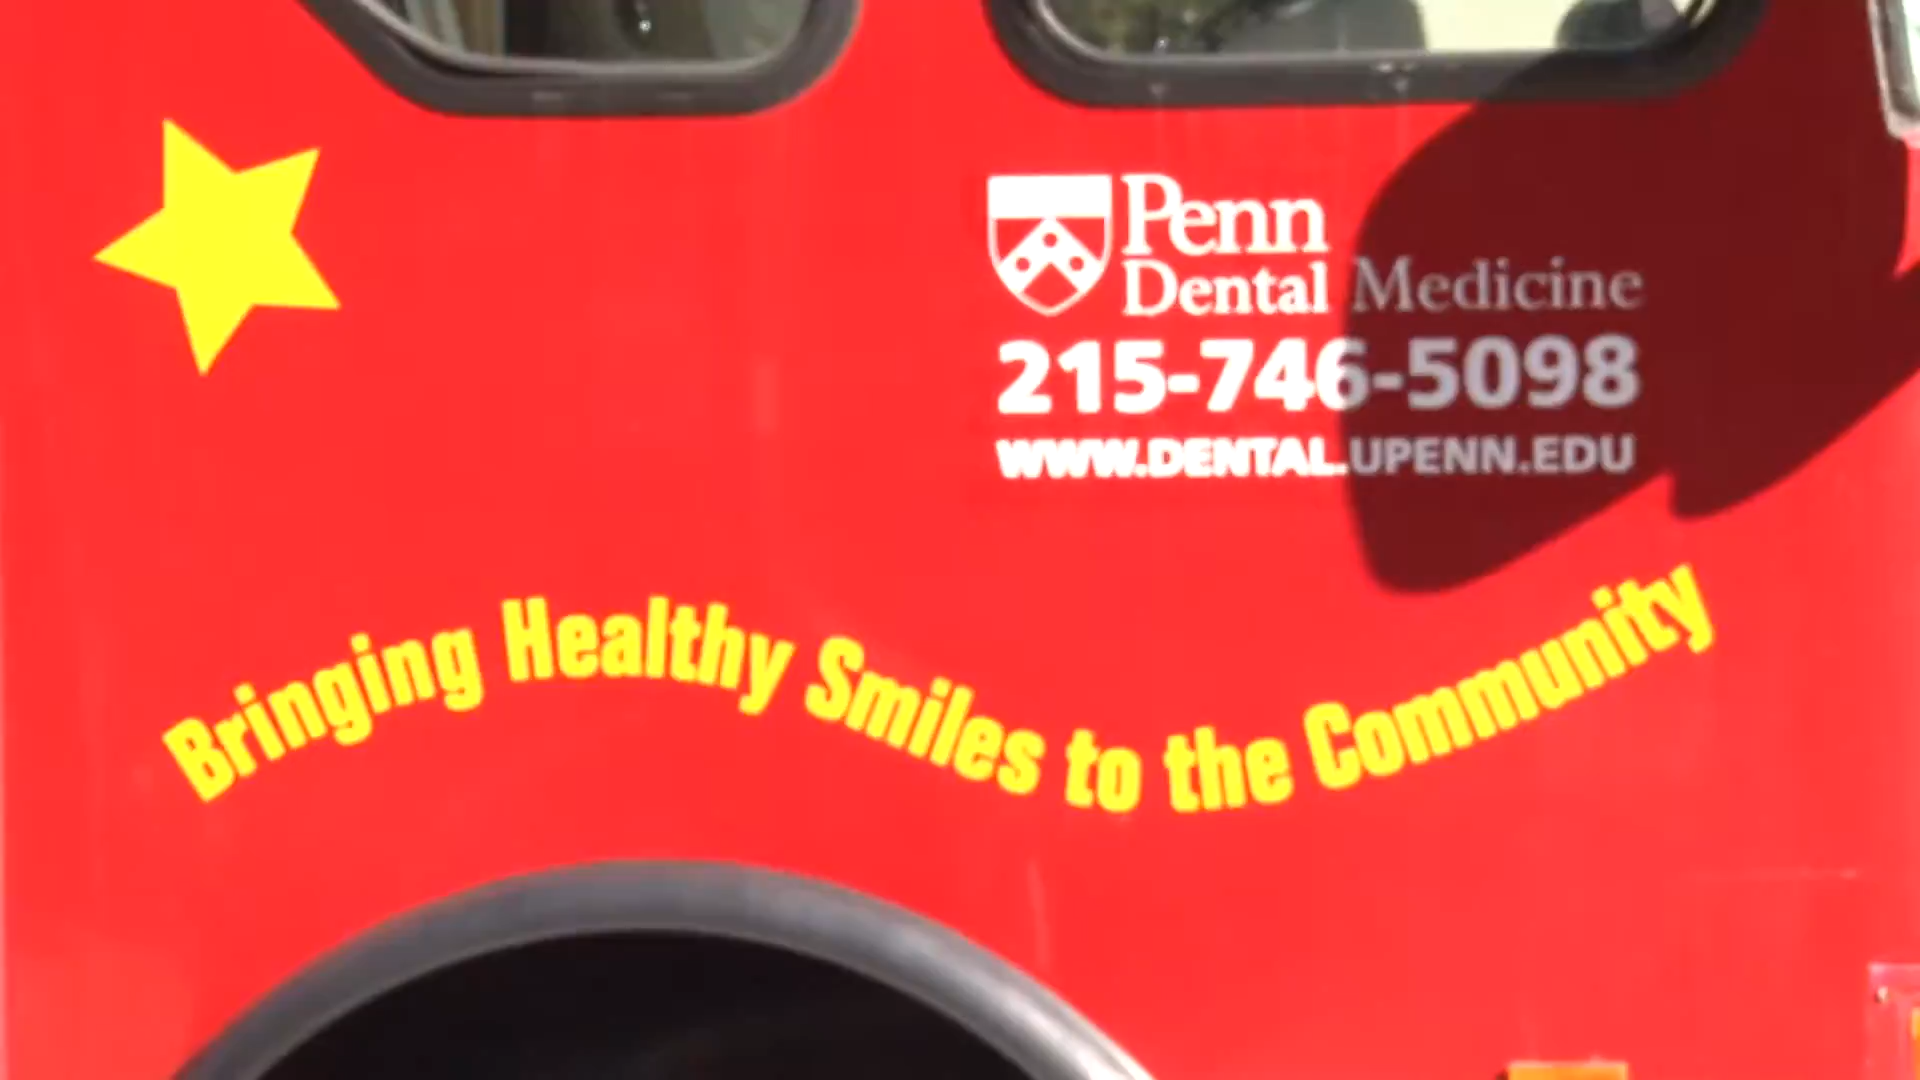 Penn
Dental Medicine
215-746-5098
WWW.DENTAL.UPENN.EDU
Bringing Healthy Smiles to the Community